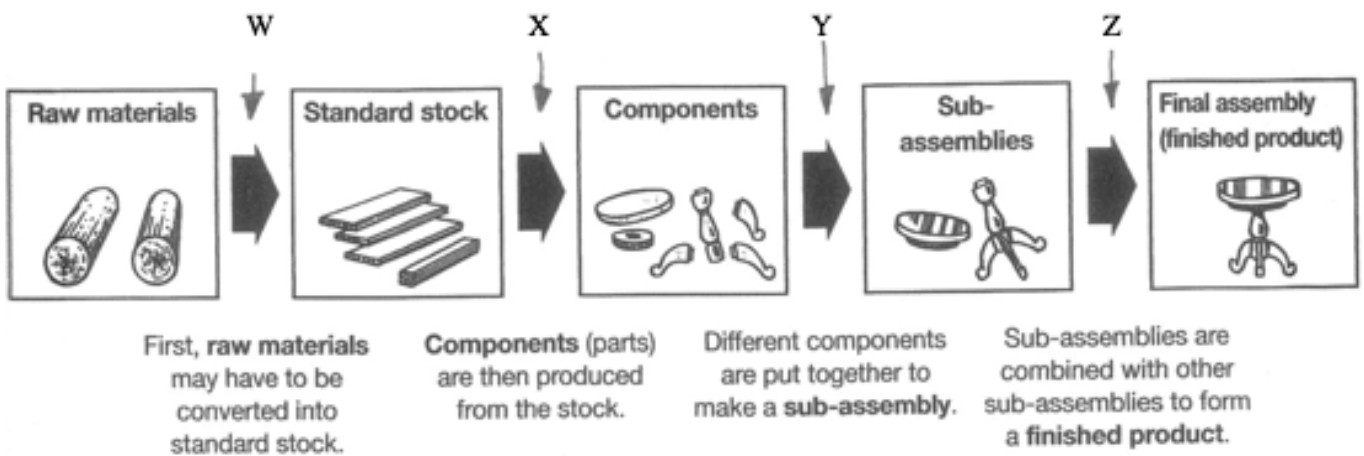 W
X
Y
Z
Raw materials
Standard stock
Components
Sub-
assemblies
Final assembly
(finished product)
First, raw materials
may have to be
converted into
standard stock.
Components (parts)
are then produced
from the stock.
Different components
are put together to
make a sub-assembly.
Sub-assemblies are
combined with other
sub-assemblies to form
a finished product.